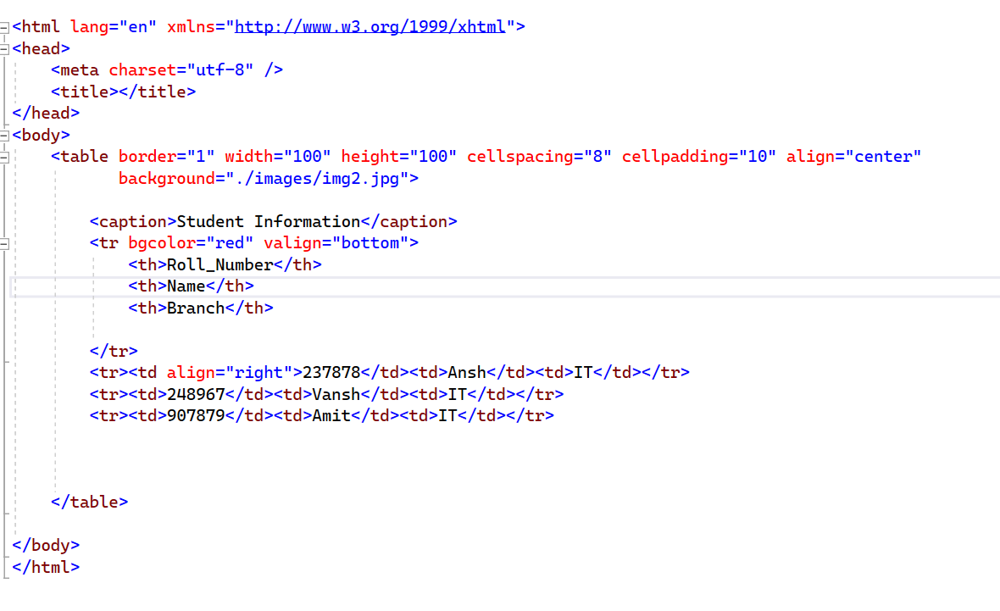 <html lang="en" xmlns="http://www.w3.org/1999/xhtml">
<head>
    <meta charset="utf-8" />
    <title></title>
</head>
<body>
    <table border="1" width="100" height="100" cellspacing="8" cellpadding="10" align="center"
           background="./images/img2.jpg">

        <caption>Student Information</caption>
        <tr bgcolor="red" valign="bottom">
            <th>Roll_Number</th>
            <th>Name</th>
            <th>Branch</th>

        </tr>
        <tr><td align="right">237878</td><td>Ansh</td><td>IT</td></tr>
        <tr><td>248967</td><td>Vansh</td><td>IT</td></tr>
        <tr><td>907879</td><td>Amit</td><td>IT</td></tr>

    </table>

</body>
</html>